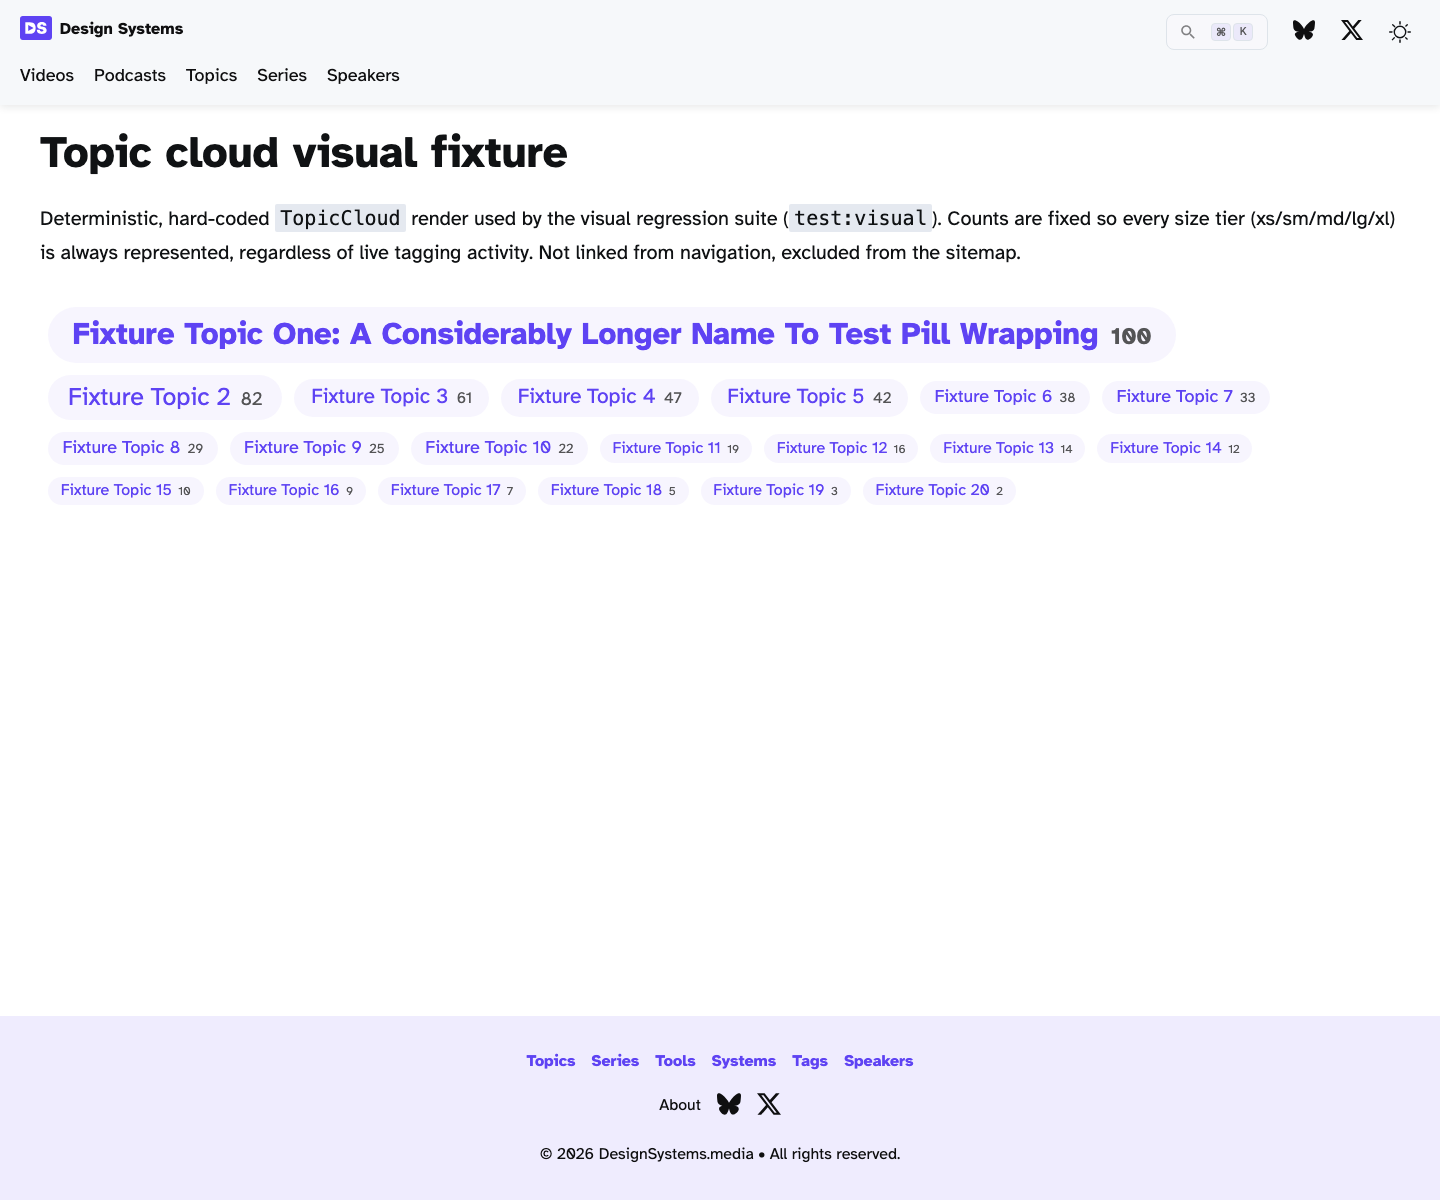 DS Design Systems
⌘ K
Videos Podcasts Topics Series Speakers
Topic cloud visual fixture
Deterministic, hard-coded TopicCloud render used by the visual regression suite (test:visual). Counts are fixed so every size tier (xs/sm/md/lg/xl)
is always represented, regardless of live tagging activity. Not linked from navigation, excluded from the sitemap.
Fixture Topic One: A Considerably Longer Name To Test Pill Wrapping 100
Fixture Topic 2 82 Fixture Topic 3 61 Fixture Topic 4 47 Fixture Topic 5 42 Fixture Topic 6 38 Fixture Topic 7 33
Fixture Topic 8 29 Fixture Topic 9 25 Fixture Topic 10 22 Fixture Topic 11 19 Fixture Topic 12 16 Fixture Topic 13 14 Fixture Topic 14 12
Fixture Topic 15 10 Fixture Topic 16 9 Fixture Topic 17 7 Fixture Topic 18 5 Fixture Topic 19 3 Fixture Topic 20 2
Topics Series Tools Systems Tags Speakers
About
© 2026 DesignSystems.media • All rights reserved.